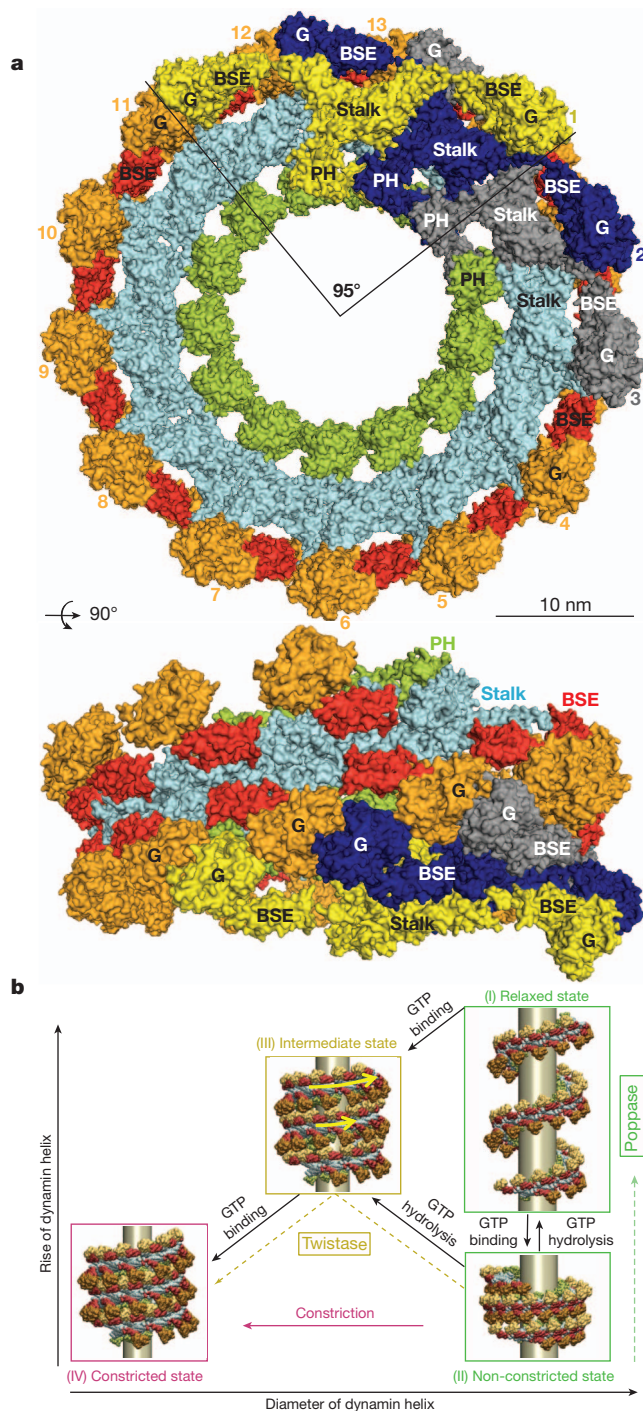 a
12
13
G
BSE
G
BSE
G
Stalk
BSE
G
1
11
G
BSE
PH
PH
Stalk
PH
Stalk
BSE
G
2
10
95°
PH
Stalk
BSE
G
3
9
BSE
G
4
8
7
6
5
90°
10 nm
PH
Stalk
BSE
G
G
G
G
G
G
BSE
BSE
BSE
Stalk
BSE
G
b
Rise of dynamin helix
(I) Relaxed state
GTP
binding
(III) Intermediate state
Poppase
GTP
binding
Twistase
GTP
hydrolysis
GTP
binding
GTP
hydrolysis
Constriction
(IV) Constricted state
(II) Non-constricted state
Diameter of dynamin helix